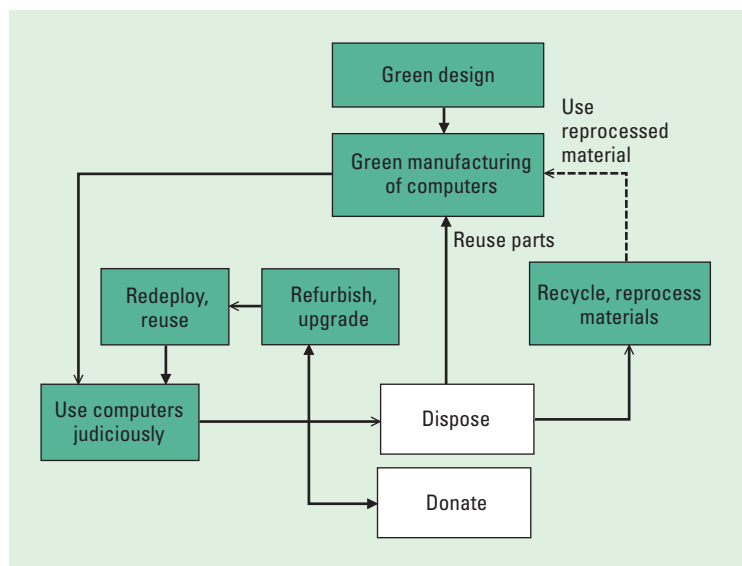 Green design
Use
reprocessed
material
Green manufacturing
of computers
Reuse parts
Redeploy,
reuse
Refurbish,
upgrade
Recycle, reprocess
materials
Use computers
judiciously
Dispose
Donate